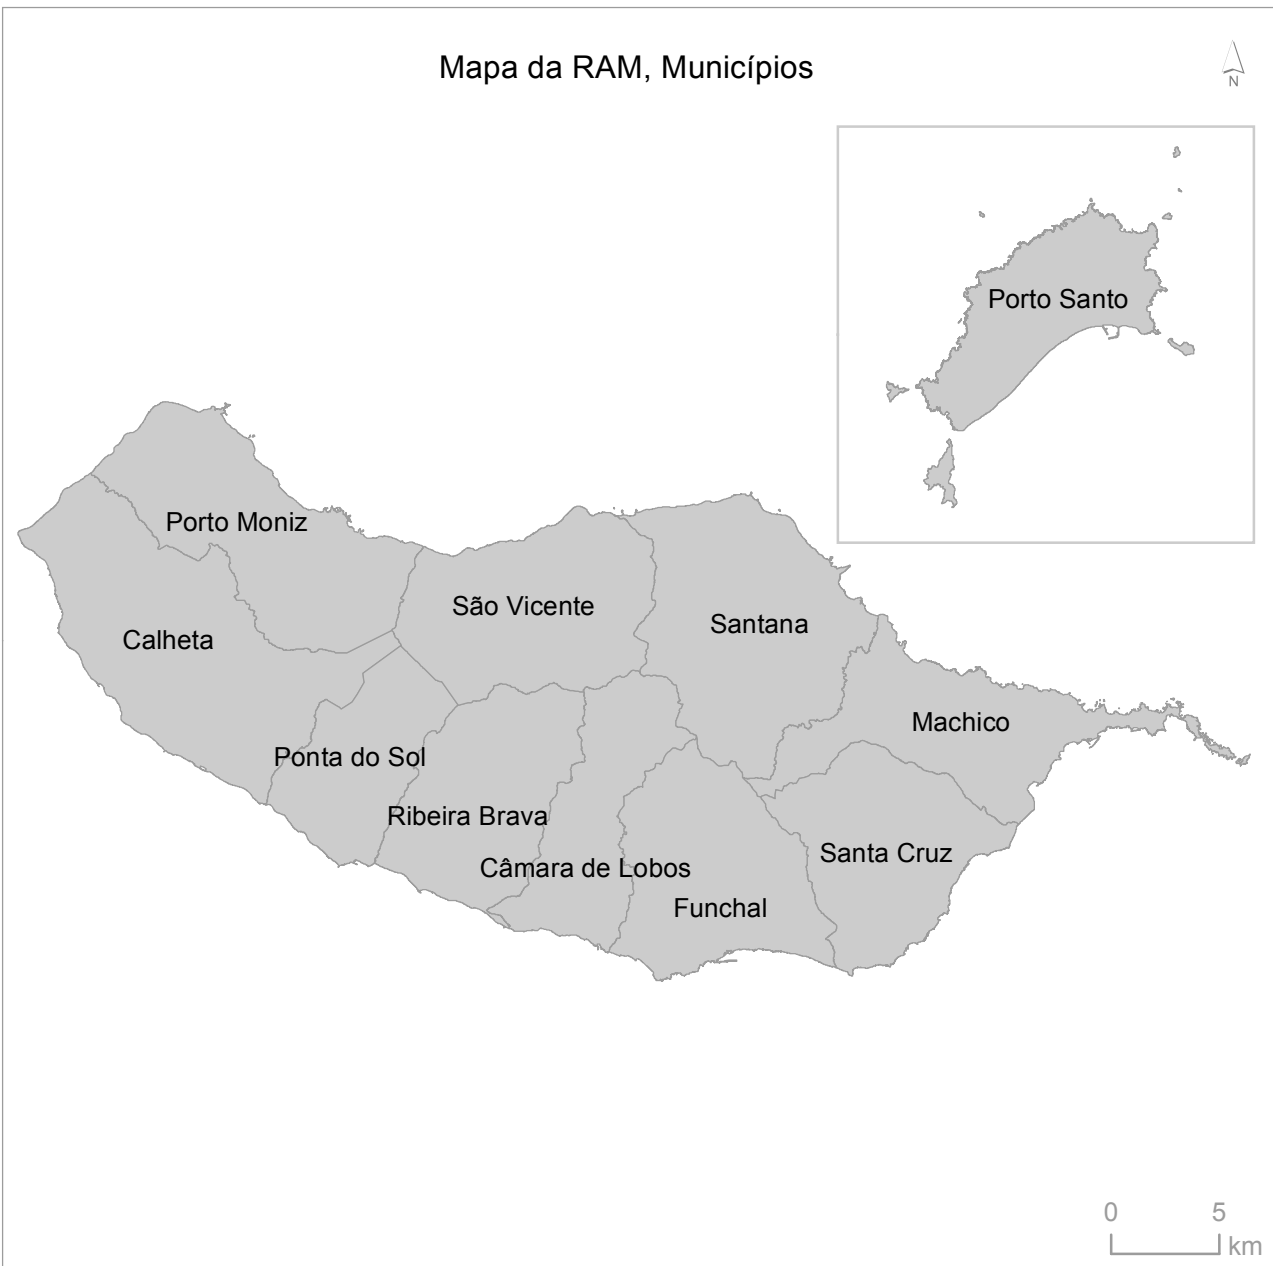 Mapa da RAM, Municípios
N
Porto Santo
Porto Moniz
São Vicente
Santana
Calheta
Machico
Ponta do Sol
Ribeira Brava
Santa Cruz
Câmara de Lobos
Funchal
0 5
km